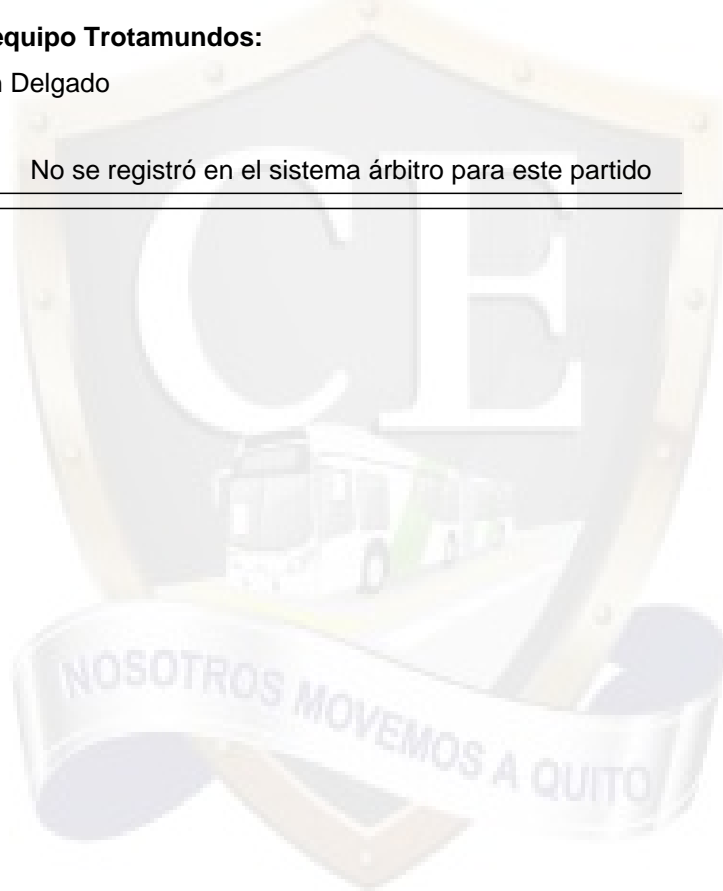 equipo Trotamundos:
Delgado
No se registró en el sistema árbitro para este partido
CE
NOSOTROS MOVEMOS A QUITO